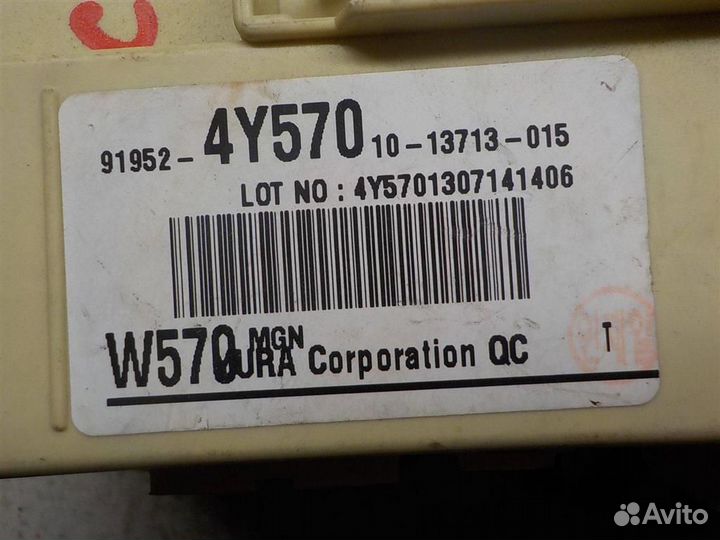 C
91952- 4Y570 10-13713-015
LOT NO : 4Y5701307141406
W570 MGN
URA Corporation QC T
Avito